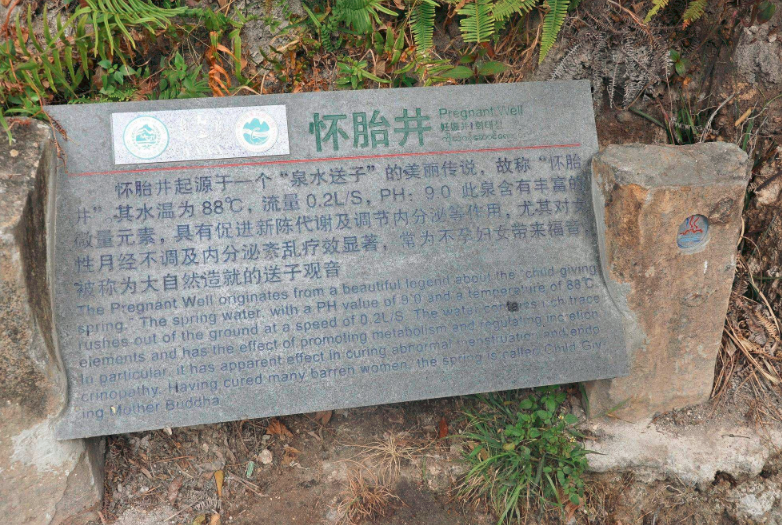 怀胎井
Pregnant Well
怀胎井起源于一个“泉水送子”的美丽传说，故称“怀胎
井”。其水温为88℃，流量0.2L/S，PH：9.0 此泉含有丰富的
微量元素，具有促进新陈代谢及调节内分泌等作用，尤其对女
性月经不调及内分泌紊乱疗效显著，常为不孕妇女带来福音，
被称为大自然造就的送子观音
The Pregnant Well originates from a beautiful legend about the "child-giving
spring." The spring water, with a PH value of 9.0 and a temperature of 88℃
rushes out of the ground at a speed of 0.2L/S. The water contains rich trace
elements and has the effect of promoting metabolism and regulating incretion.
In particular, it has apparent effect in curing abnormal menstruation and endo-
crinopathy. Having cured many barren women, the spring is called Child Giv-
ing Mother Buddha.